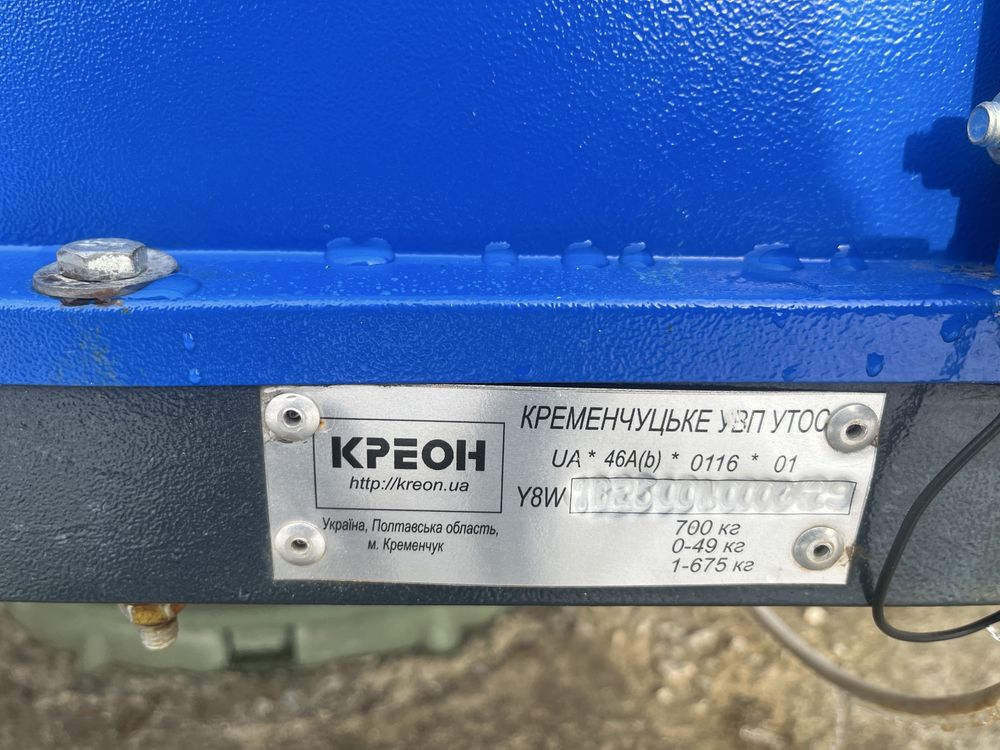 КРЕОН
http://kreon.ua
Україна, Полтавська область,
м. Кременчук
КРЕМЕНЧУЦЬКЕ УВП УТОС
UA * 46A(b) * 0116 * 01
Y8W
700 кг
0-49 кг
1-675 кг